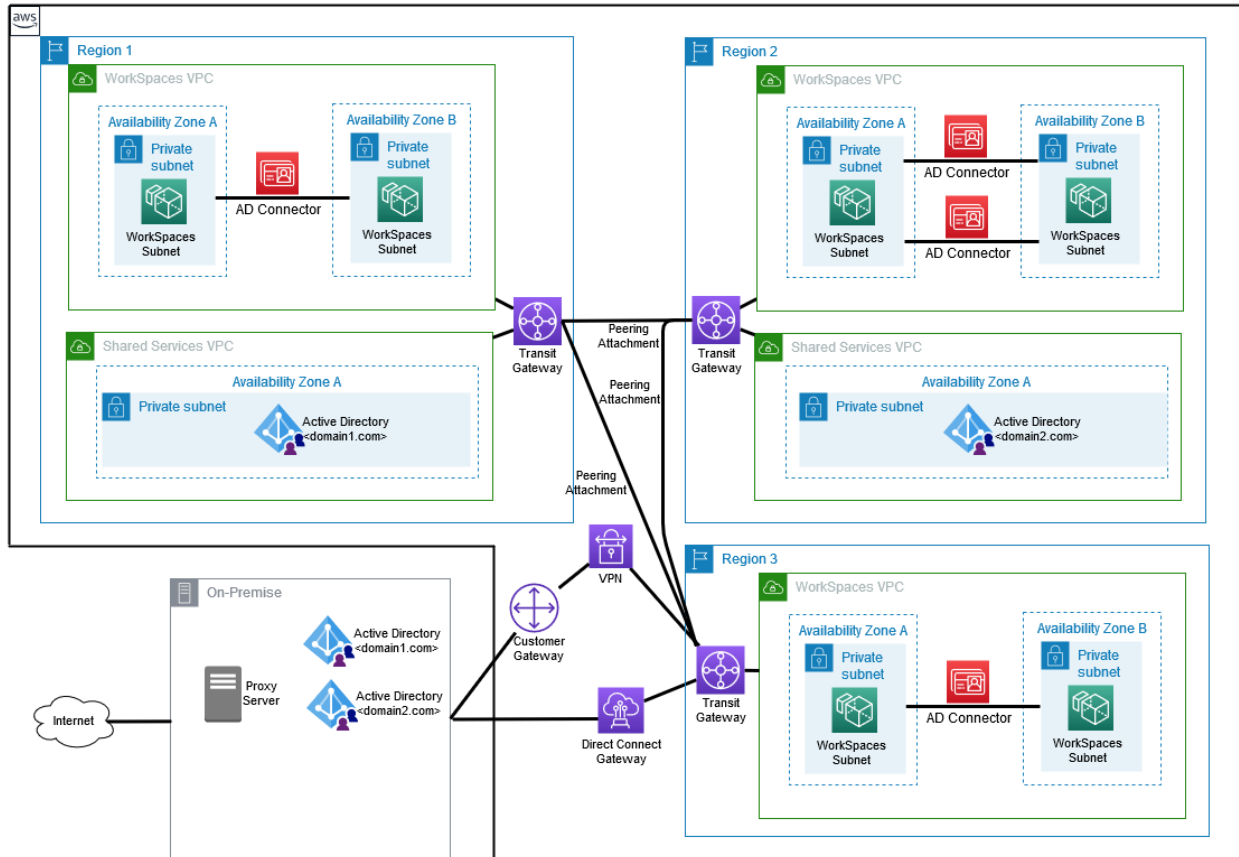 aws
Region 1
WorkSpaces VPC
Availability Zone A
Private
subnet
WorkSpaces
Subnet
AD Connector
Availability Zone B
Private
subnet
WorkSpaces
Subnet
Shared Services VPC
Availability Zone A
Private subnet
Active Directory
<domain1.com>
Transit
Gateway
Peering
Attachment
Peering
Attachment
Peering
Attachment
Region 2
WorkSpaces VPC
Availability Zone A
Private
subnet
WorkSpaces
Subnet
AD Connector
AD Connector
Availability Zone B
Private
subnet
WorkSpaces
Subnet
Transit
Gateway
Shared Services VPC
Availability Zone A
Private subnet
Active Directory
<domain2.com>
On-Premise
Active Directory
<domain1.com>
Proxy
Server
Active Directory
<domain2.com>
Internet
VPN
Customer
Gateway
Direct Connect
Gateway
Region 3
WorkSpaces VPC
Availability Zone A
Private
subnet
WorkSpaces
Subnet
AD Connector
Availability Zone B
Private
subnet
WorkSpaces
Subnet
Transit
Gateway